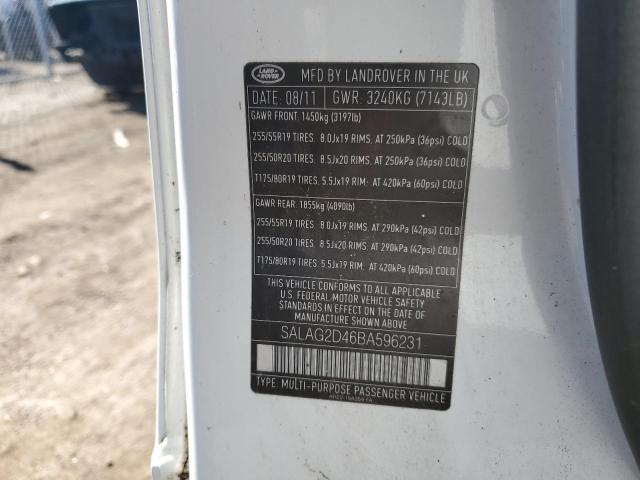 LAND ROVER
MFD BY LANDROVER IN THE UK
DATE: 08/11 GWR: 3240KG (7143LB)
GAWR FRONT: 1450kg (3197lb)
255/55R19 TIRES. 8.0Jx19 RIMS, AT 250kPa (36psi) COLD
255/50R20 TIRES 8.5Jx20 RIMS, AT 250kPa (36psi) COLD
T175/80R19 TIRES. 5.5Jx19 RIM: AT 420kPa (60psi) COLD
GAWR REAR: 1855kg (4090lb)
255/55R19 TIRES 8.0Jx19 RIMS, AT 290kPa (42psi) COLD
255/50R20 TIRES 8.5Jx20 RIMS, AT 290kPa (42psi) COLD
T175/80R19 TIRES. 5.5Jx19 RIM, AT 420kPa (60psi) COLD
THIS VEHICLE CONFORMS TO ALL APPLICABLE
U.S. FEDERAL MOTOR VEHICLE SAFETY
STANDARDS IN EFFECT ON THE DATE OF
MANUFACTURE SHOWN ABOVE
SALAG2D46BA596231
TYPE: MULTI-PURPOSE PASSENGER VEHICLE